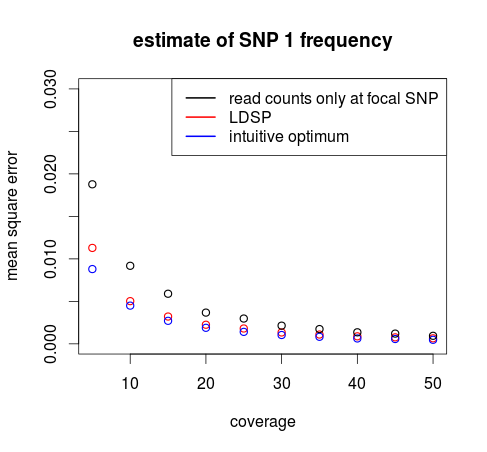 estimate of SNP 1 frequency
read counts only at focal SNP
LDSP
intuitive optimum
mean square error
0.030
0.020
0.010
0.000
10 20 30 40 50
coverage